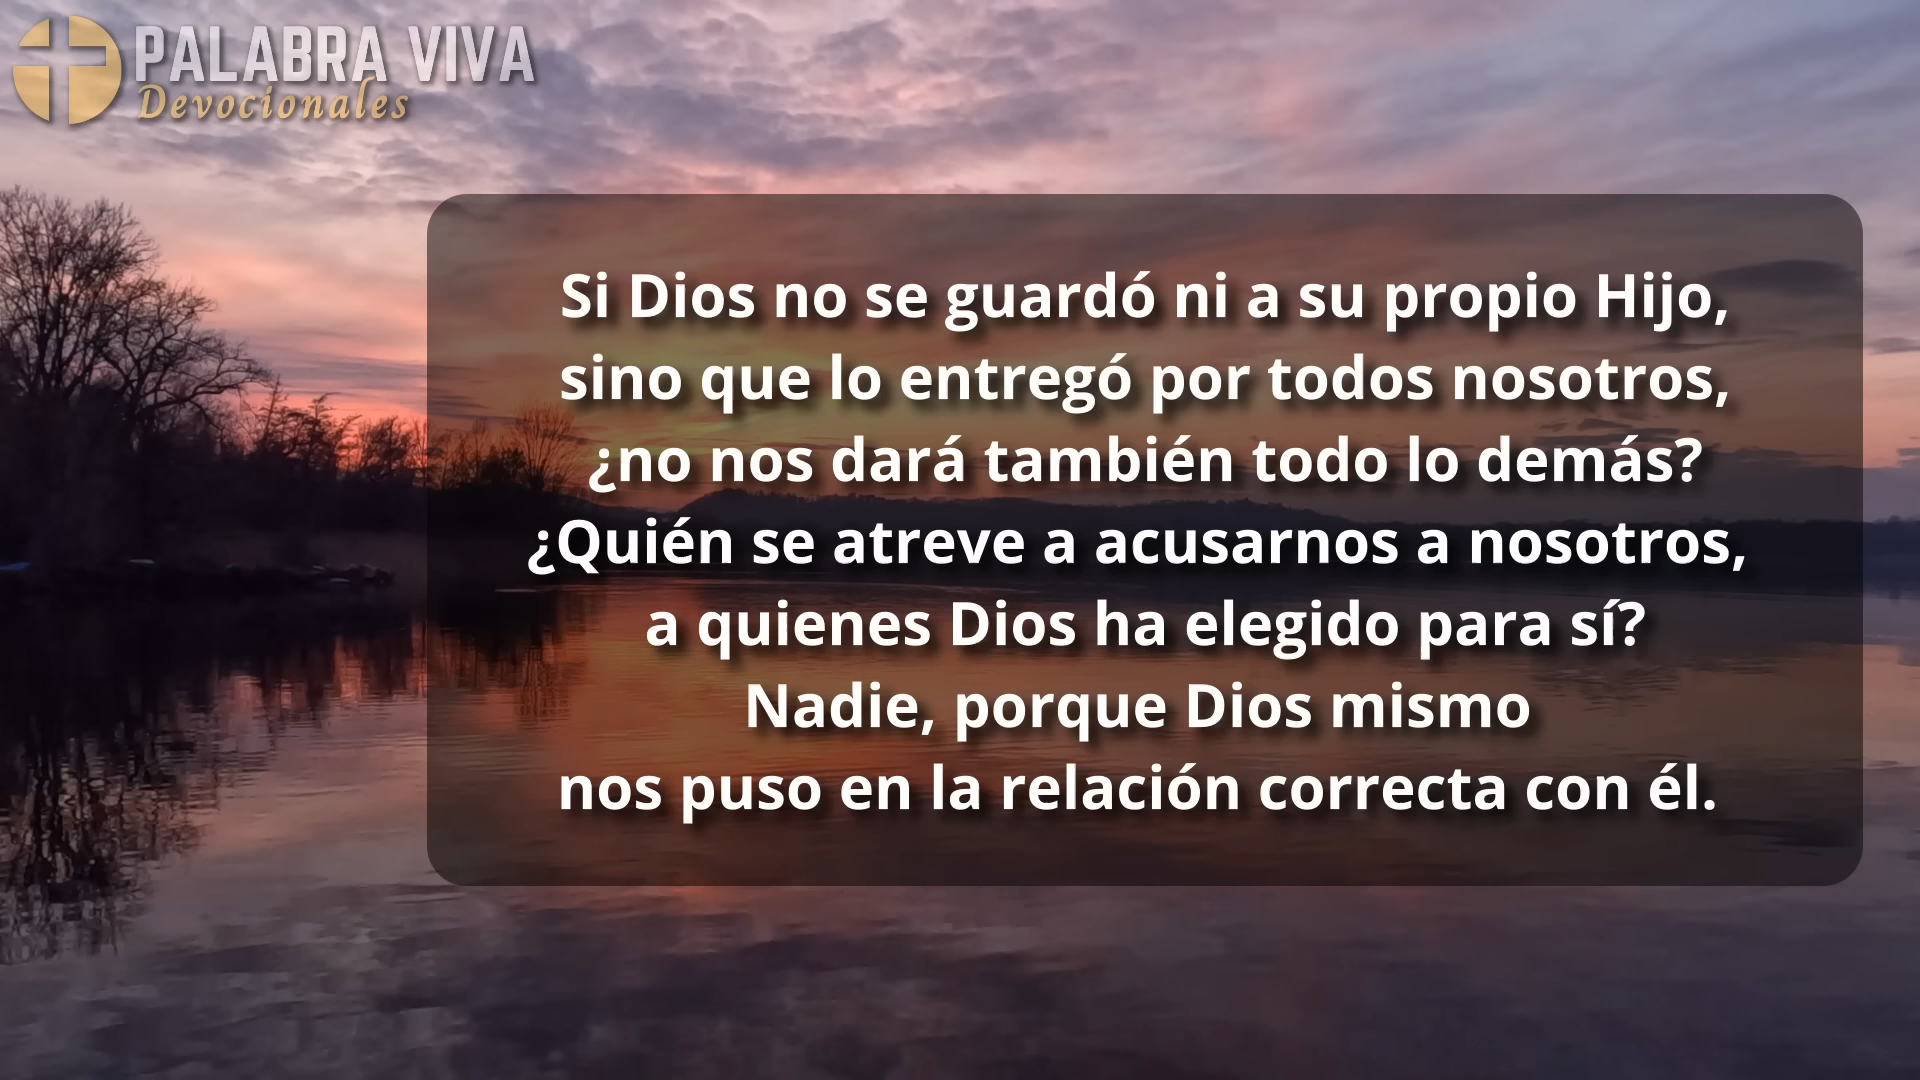 PALABRA VIVA
Devocionales
Si Dios no se guardó ni a su propio Hijo,
sino que lo entregó por todos nosotros,
¿no nos dará también todo lo demás?
¿Quién se atreve a acusarnos a nosotros,
a quienes Dios ha elegido para sí?
Nadie, porque Dios mismo
nos puso en la relación correcta con él.